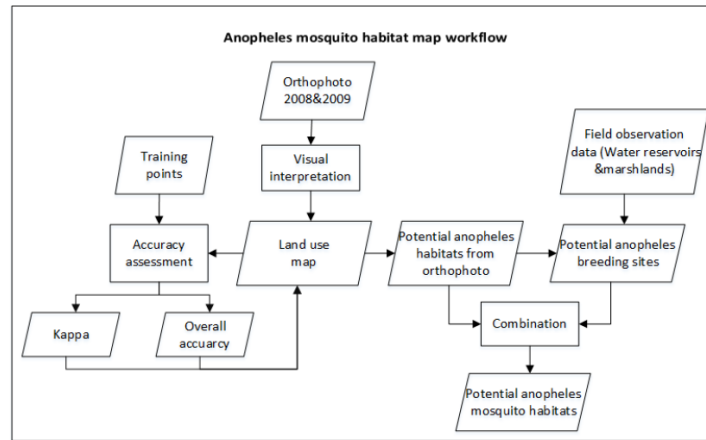 Anopheles mosquito habitat map workflow
Orthophoto
2008&2009
Field observation
data (Water reservoirs
&marshlands)
Training
points
Visual
interpretation
Accuracy
assessment
Land use
map
Potential anopheles
habitats from
orthophoto
Potential anopheles
breeding sites
Kappa
Overall
accuarcy
Combination
Potential anopheles
mosquito habitats